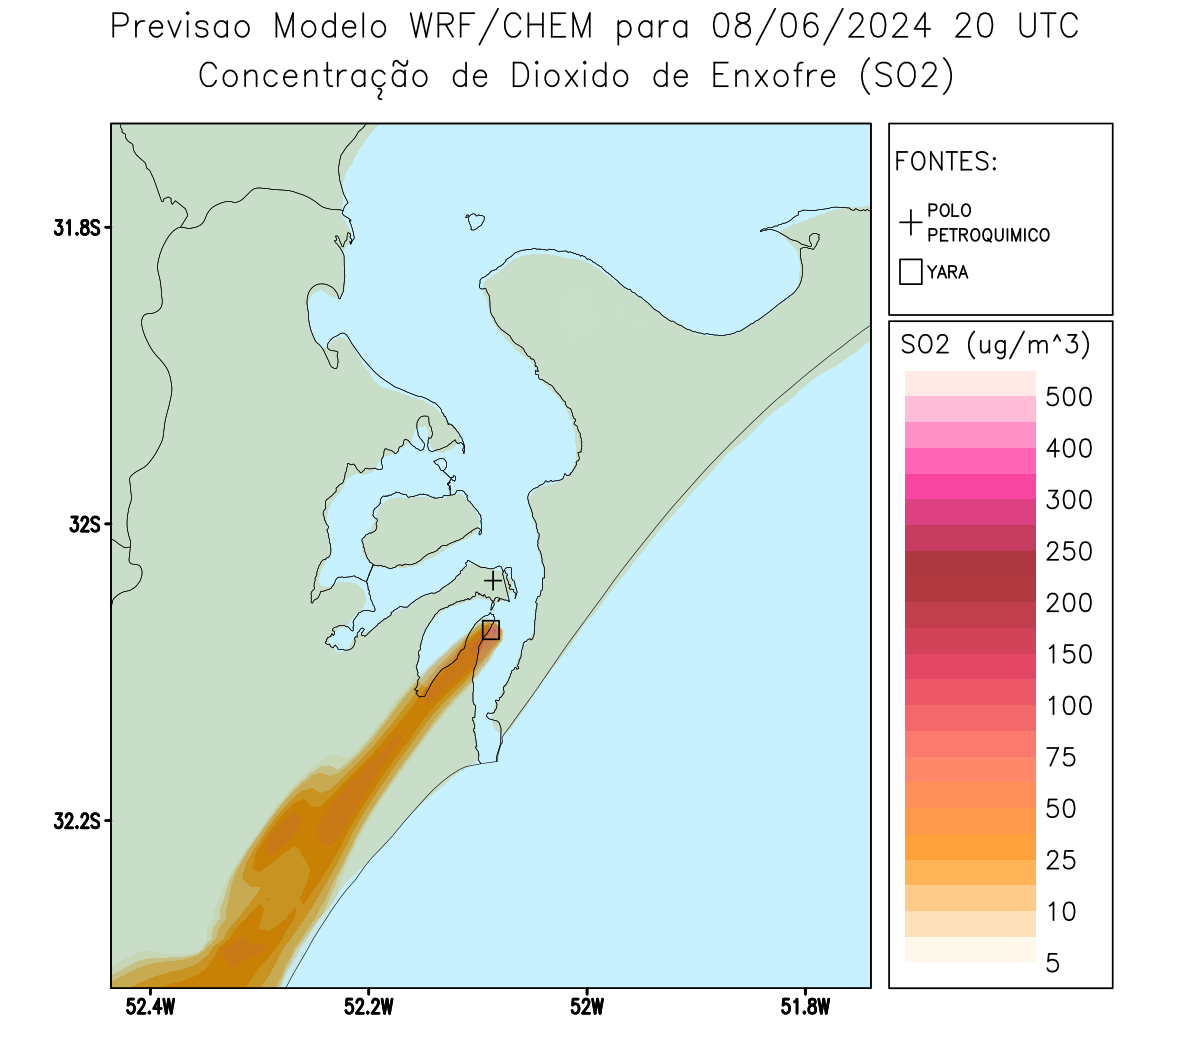 Previsao Modelo WRF/CHEM para 08/06/2024 20 UTC
Concentração de Dioxido de Enxofre (SO2)
FONTES:
POLO
PETROQUIMICO
YARA
SO2 (ug/m^3)
500
400
300
250
200
150
100
75
50
25
10
5
31.8S
32S
32.2S
52.4W
52.2W
52W
51.8W